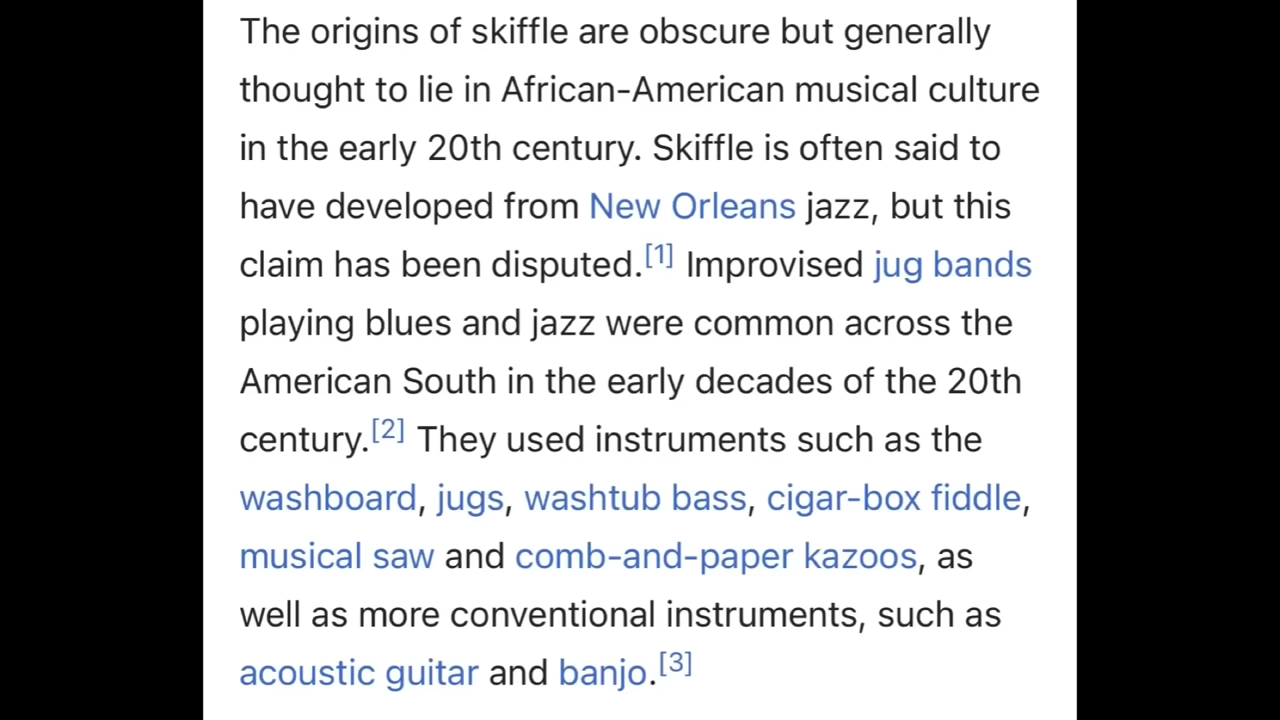 The origins of skiffle are obscure but generally
thought to lie in African-American musical culture
in the early 20th century. Skiffle is often said to
have developed from New Orleans jazz, but this
claim has been disputed.[1] Improvised jug bands
playing blues and jazz were common across the
American South in the early decades of the 20th
century.[2] They used instruments such as the
washboard, jugs, washtub bass, cigar-box fiddle,
musical saw and comb-and-paper kazoos, as
well as more conventional instruments, such as
acoustic guitar and banjo.[3]